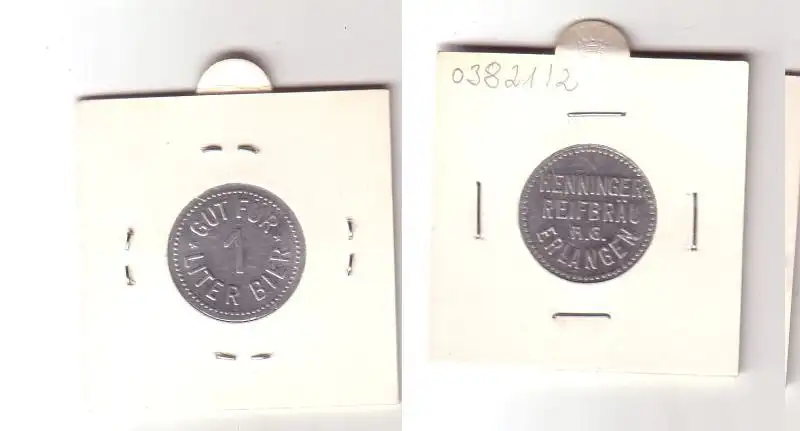 GUT FÜR
1
LITER BIER
0382112
HENNINGER
REIFBRÄU
A.G.
ERLANGEN